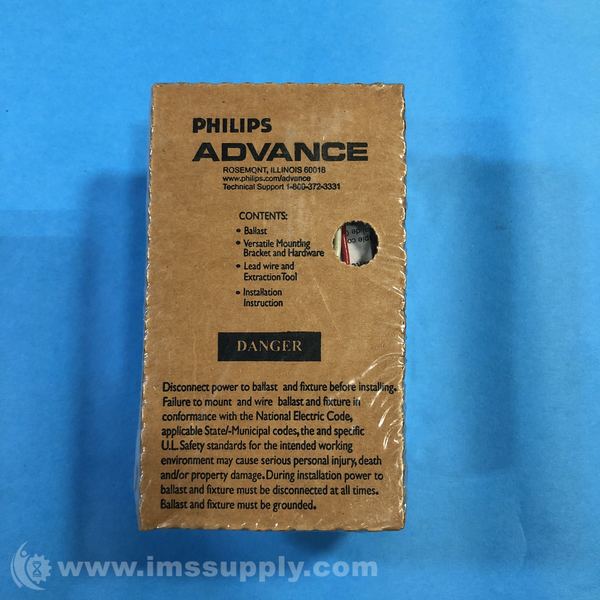 PHILIPS
ADVANCE
ROSEMONT, ILLINOIS 60018
www.philips.com/advance
Technical Support 1-800-372-3331
CONTENTS:
• Ballast
• Versatile Mounting
Bracket and Hardware
• Lead wire and
Extraction Tool
• Installation
Instruction
DANGER
Disconnect power to ballast and fixture before installing.
Failure to mount and wire ballast and fixture in
conformance with the National Electric Code,
applicable State/-Municipal codes, the and specific
U.L. Safety standards for the intended working
environment may cause serious personal injury, death
and/or property damage. During installation power to
ballast and fixture must be disconnected at all times.
Ballast and fixture must be grounded.
www.imssupply.com